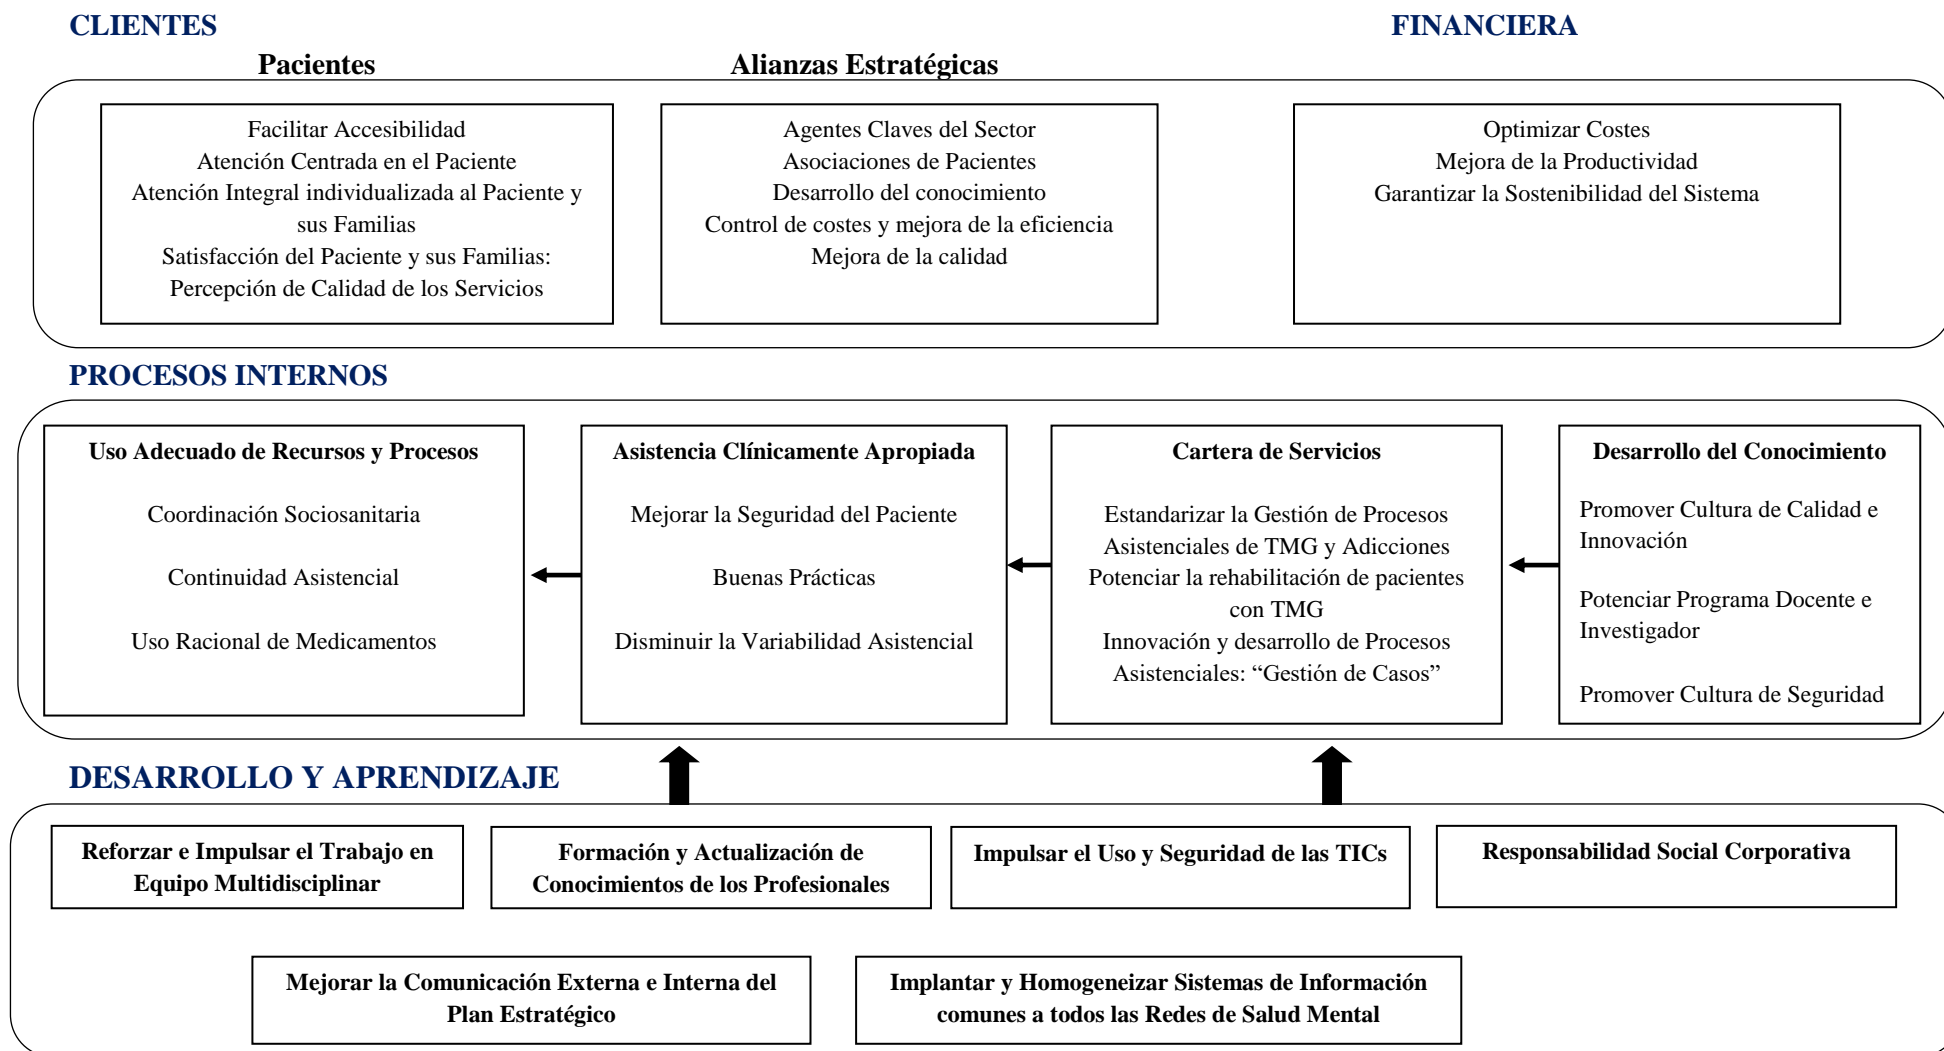 CLIENTES
FINANCIERA
Pacientes
Alianzas Estratégicas
Facilitar Accesibilidad
Atención Centrada en el Paciente
Atención Integral individualizada al Paciente y
sus Familias
Satisfacción del Paciente y sus Familias:
Percepción de Calidad de los Servicios
Agentes Claves del Sector
Asociaciones de Pacientes
Desarrollo del conocimiento
Control de costes y mejora de la eficiencia
Mejora de la calidad
Optimizar Costes
Mejora de la Productividad
Garantizar la Sostenibilidad del Sistema
PROCESOS INTERNOS
Uso Adecuado de Recursos y Procesos
Coordinación Sociosanitaria
Continuidad Asistencial
Uso Racional de Medicamentos
Asistencia Clínicamente Apropiada
Mejorar la Seguridad del Paciente
Buenas Prácticas
Disminuir la Variabilidad Asistencial
Cartera de Servicios
Estandarizar la Gestión de Procesos
Asistenciales de TMG y Adicciones
Potenciar la rehabilitación de pacientes
con TMG
Innovación y desarrollo de Procesos
Asistenciales: “Gestión de Casos”
Desarrollo del Conocimiento
Promover Cultura de Calidad e
Innovación
Potenciar Programa Docente e
Investigador
Promover Cultura de Seguridad
DESARROLLO Y APRENDIZAJE
Reforzar e Impulsar el Trabajo en
Equipo Multidisciplinar
Formación y Actualización de
Conocimientos de los Profesionales
Impulsar el Uso y Seguridad de las TICs
Responsabilidad Social Corporativa
Mejorar la Comunicación Externa e Interna del
Plan Estratégico
Implantar y Homogeneizar Sistemas de Información
comunes a todos las Redes de Salud Mental